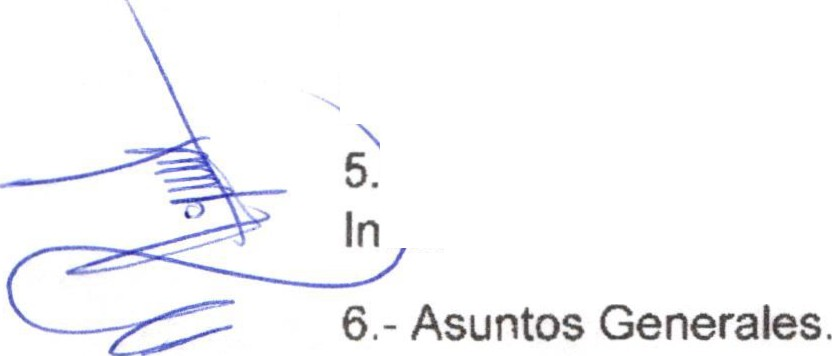 5.
In
6.- Asuntos Generales.